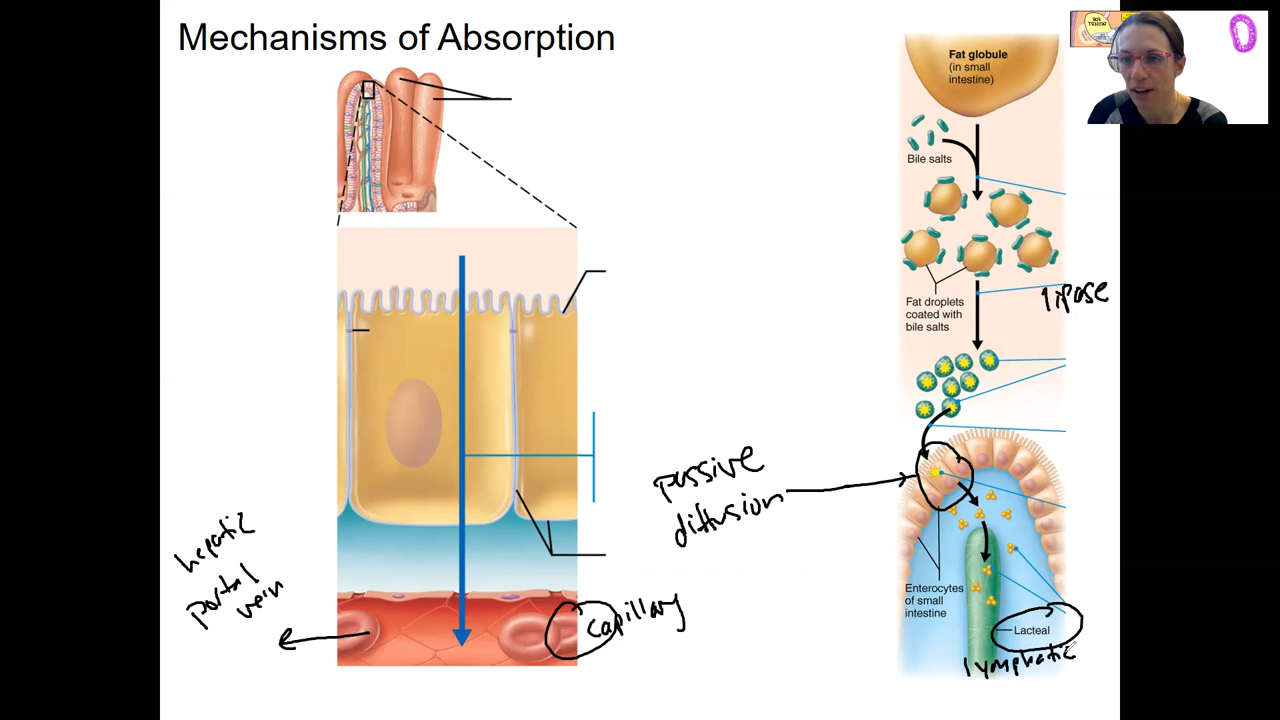 Mechanisms of Absorption
Fat globule
(in small
intestine)
Bile salts
Fat droplets
coated with
bile salts
lipase
passive
diffusion
hepatic
portal
vein
capillary
Enterocytes
of small
intestine
Lacteal
lymphatic